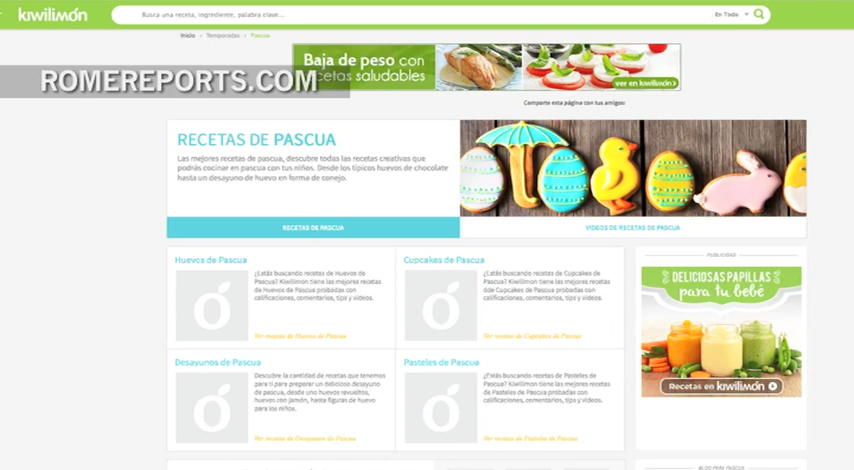 kiwilimón
Busca una receta, ingrediente, palabra clave...
En Todo
Inicio › Temporadas › Pascua
Baja de peso con
recetas saludables
ver en kiwilimón
ROMEREPORTS.COM
Comparte esta página con tus amigos:
RECETAS DE PASCUA
Las mejores recetas de pascua, descubre todas las recetas creativas que
podrás cocinar en pascua con tus niños. Desde los típicos huevos de chocolate
hasta un desayuno de huevo en forma de conejo.
RECETAS DE PASCUA
VIDEOS DE RECETAS DE PASCUA
Huevos de Pascua
¿Estás buscando recetas de Huevos de
Pascua? Kiwilimon tiene las mejores recetas
de Huevos de Pascua probadas con
calificaciones, comentarios, tips y videos.
Ver recetas de Huevos de Pascua
Cupcakes de Pascua
¿Estás buscando recetas de Cupcakes de
Pascua? Kiwilimon tiene las mejores recetas
de Cupcakes de Pascua probadas con
calificaciones, comentarios, tips y videos.
Ver recetas de Cupcakes de Pascua
Desayunos de Pascua
Descubre la cantidad de recetas que tenemos
para ti para preparar un delicioso desayuno
de pascua, desde uno huevos revueltos,
huevos con jamón, hasta figuras de huevo
para los niños.
Ver recetas de Desayunos de Pascua
Pasteles de Pascua
¿Estás buscando recetas de Pasteles de
Pascua? Kiwilimon tiene las mejores recetas
de Pasteles de Pascua probadas con
calificaciones, comentarios, tips y videos.
Ver recetas de Pasteles de Pascua
PUBLICIDAD
DELICIOSAS PAPILLAS
para tu bebé
Recetas en kiwilimón
BLOG PARA PASCUA